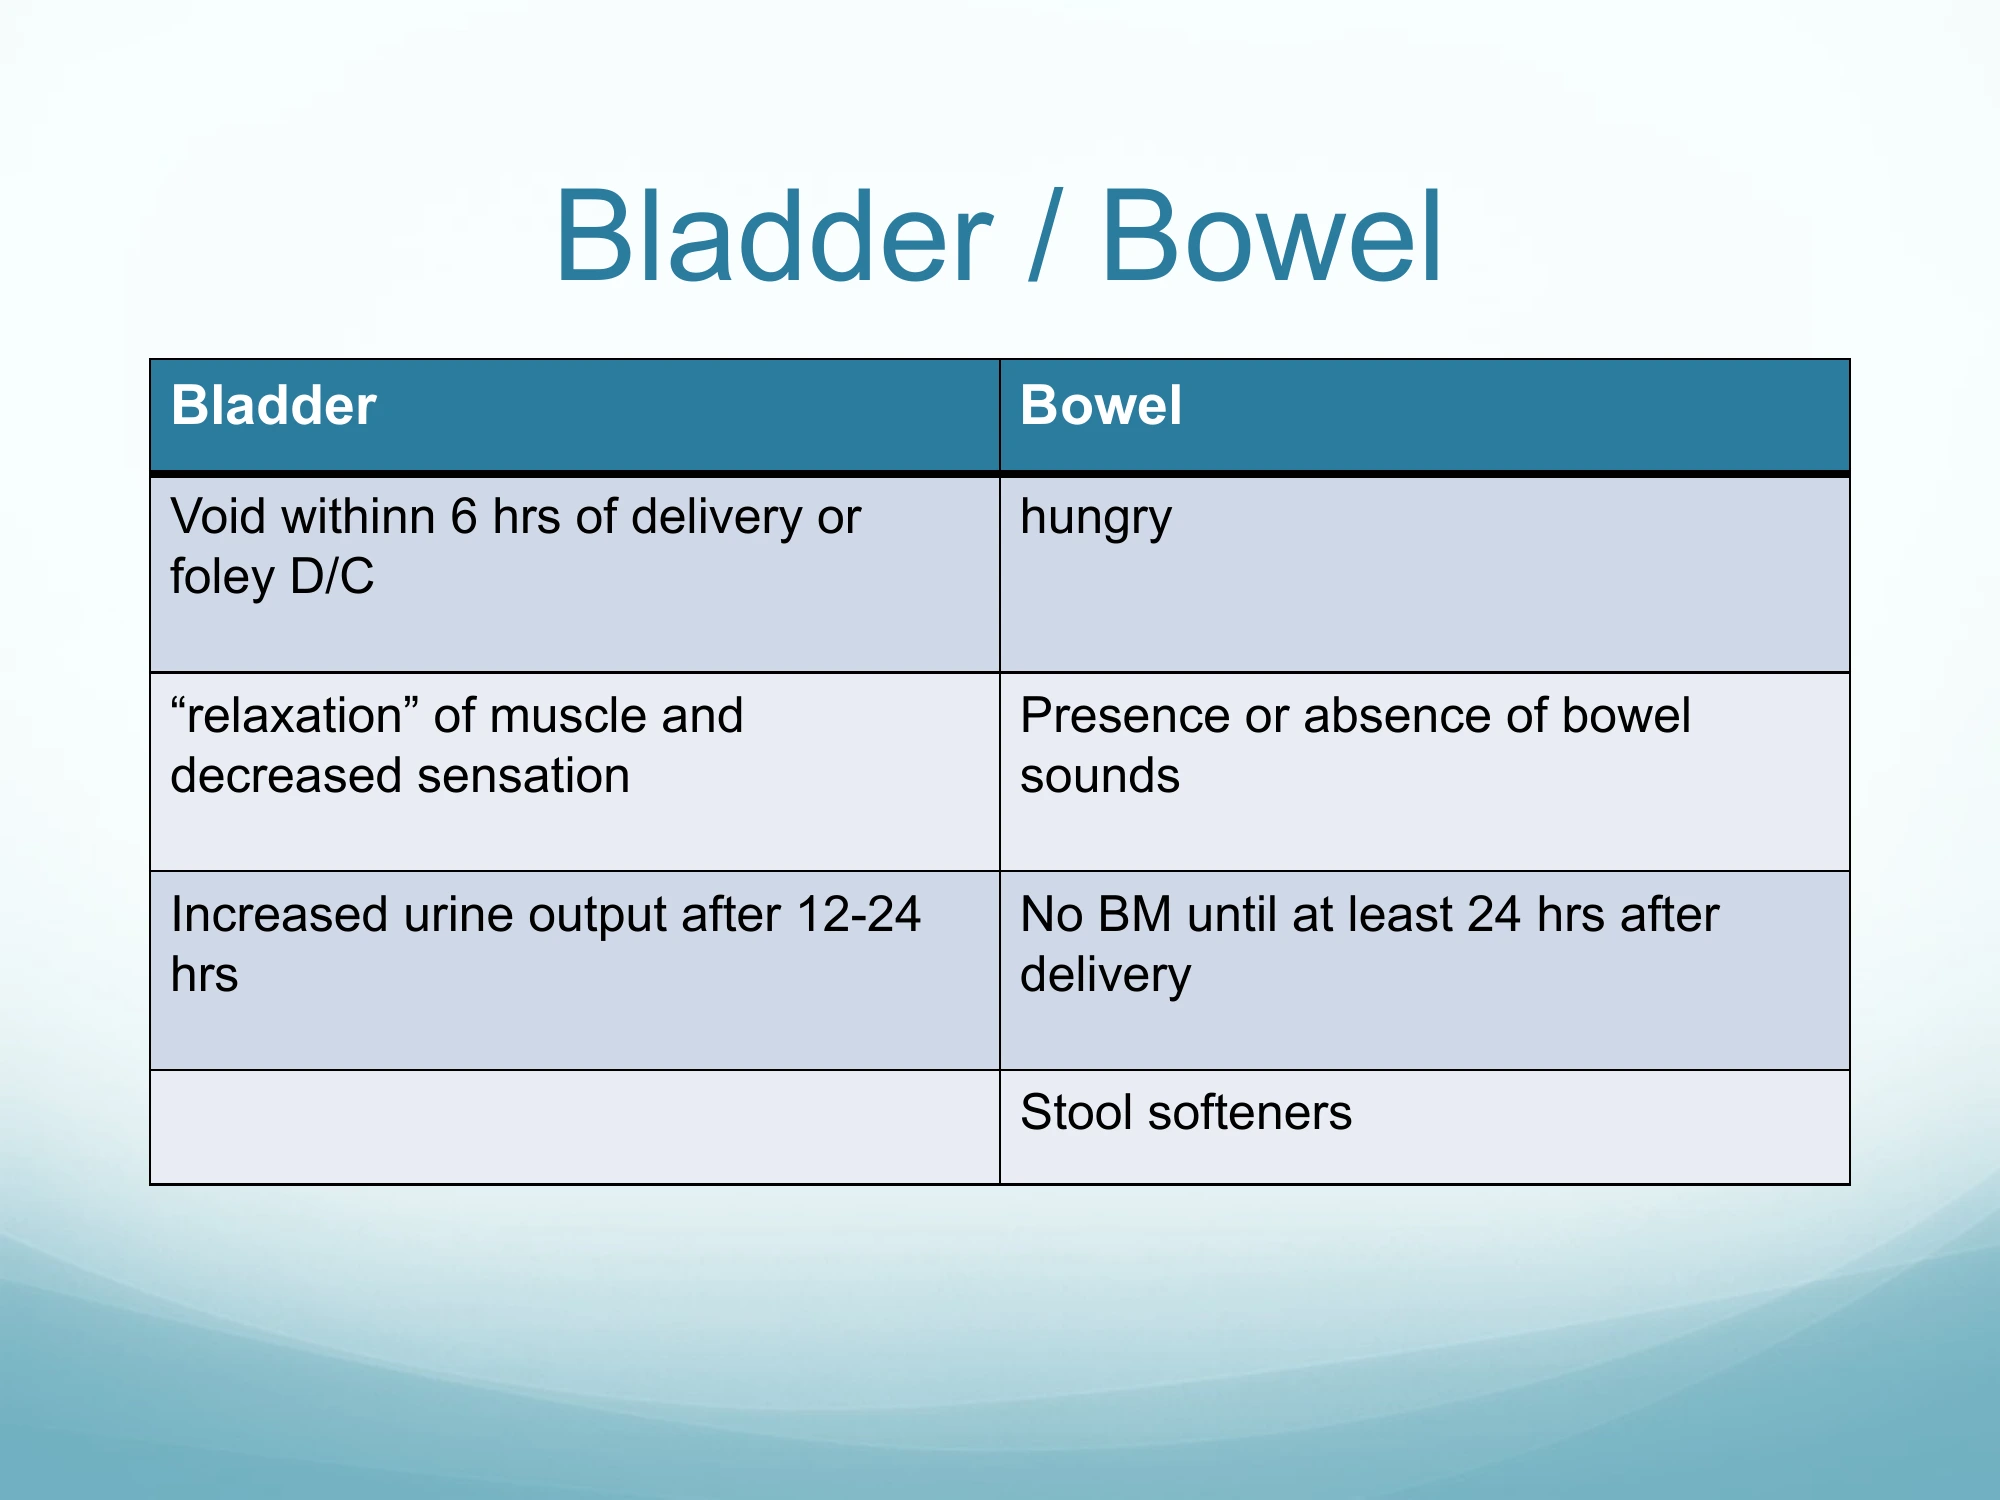 Bladder / Bowel
Bladder
Bowel
Void withinn 6 hrs of delivery or
foley D/C
hungry
“relaxation” of muscle and
decreased sensation
Presence or absence of bowel
sounds
Increased urine output after 12-24
hrs
No BM until at least 24 hrs after
delivery
Stool softeners